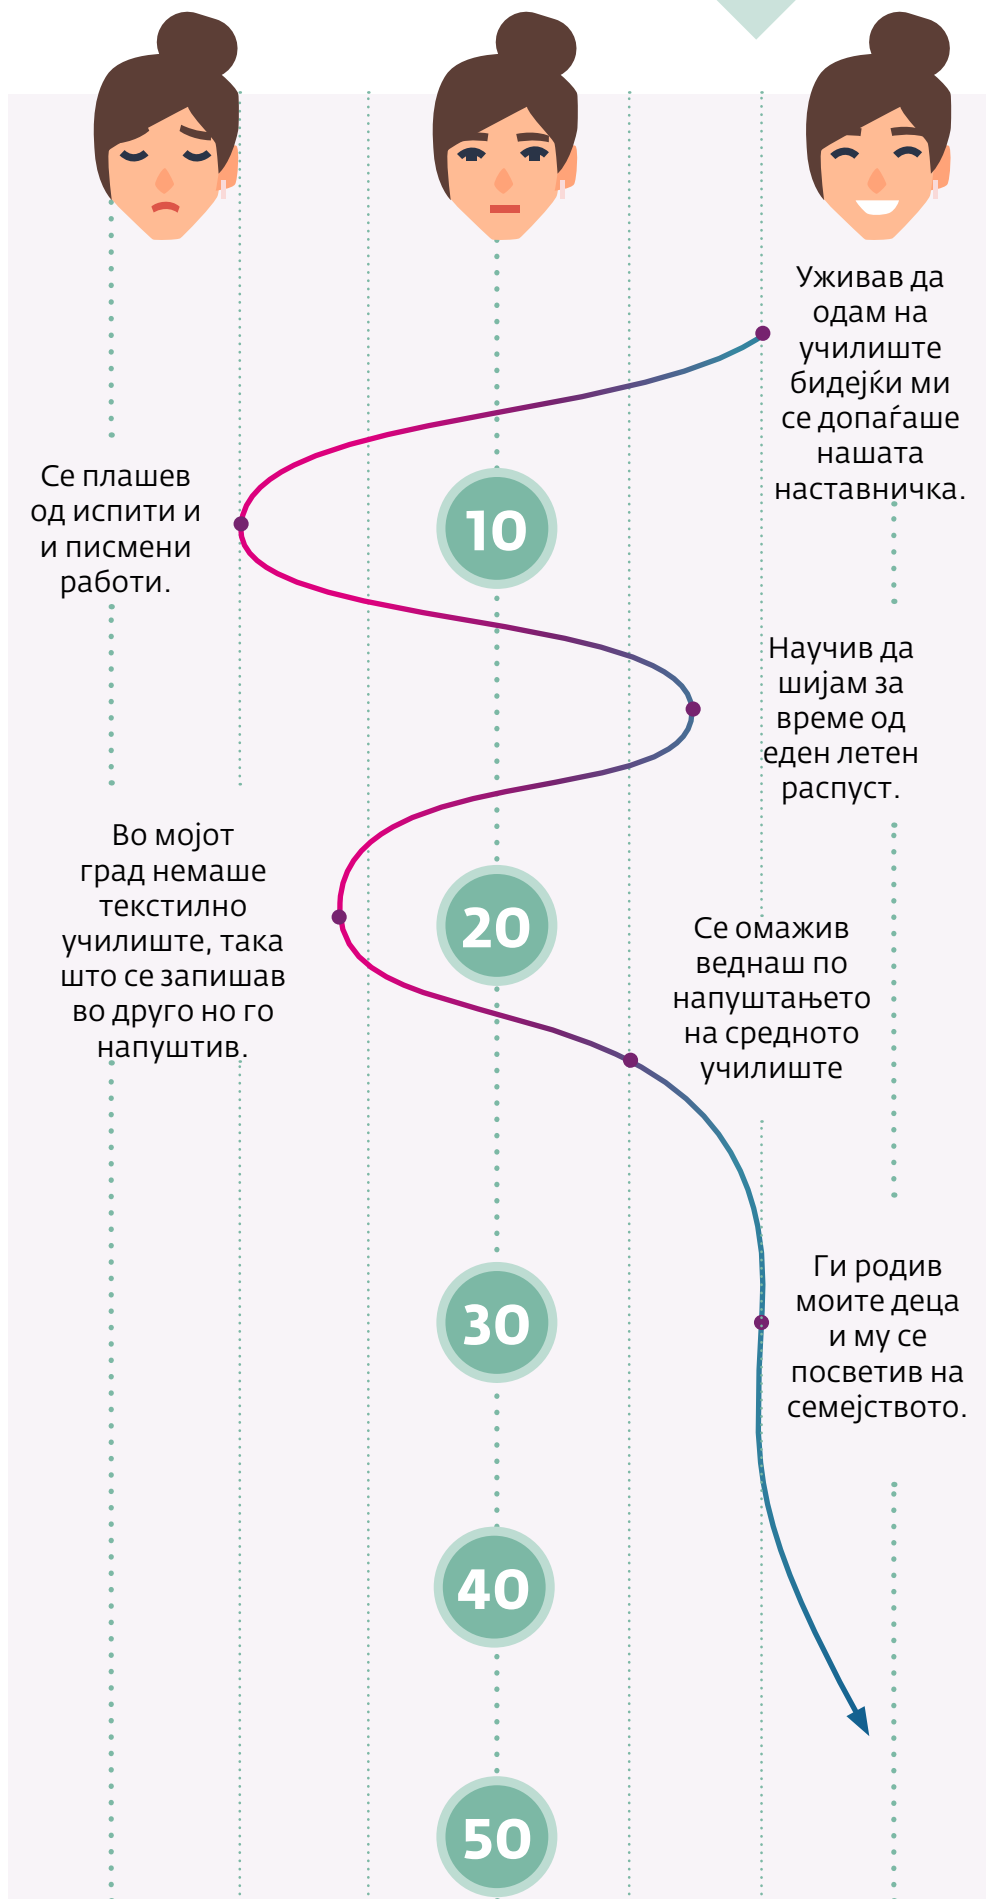 Уживав да
одам на
училиште
бидејќи ми
се допаѓаше
нашата
наставничка.
Се плашев
од испити и
и писмени
работи.
10
Научив да
шијам за
време од
еден летен
распуст.
Во мојот
град немаше
текстилно
училиште, така
што се запишав
во друго но го
напуштив.
20
Се омажив
веднаш по
напуштањето
на средното
училиште
Ги родив
моите деца
и му се
посветив на
семејството.
30
40
50